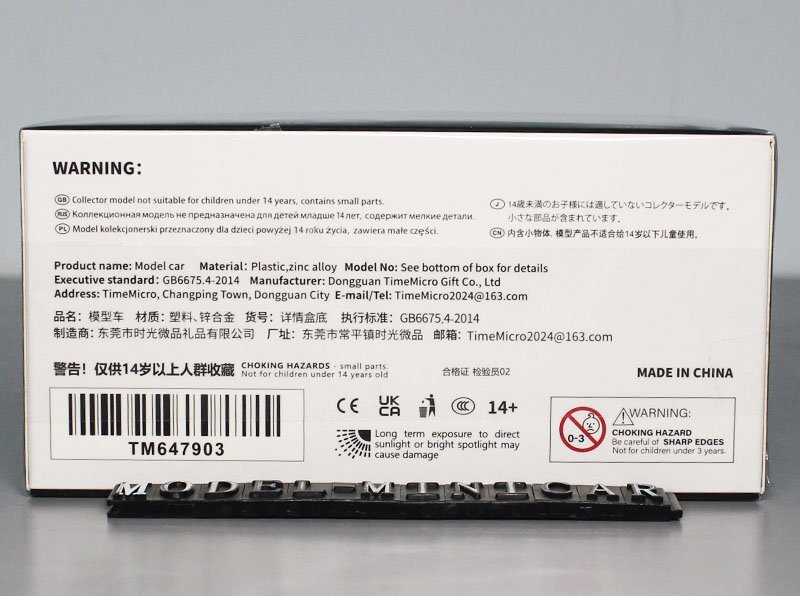 WARNING:
GB Collector model not suitable for children under 14 years, contains small parts.
RUS Коллекционная модель не предназначена для детей младше 14 лет, содержит мелкие детали.
PL Model kolekcjonerski przeznaczony dla dzieci powyżej 14 roku życia, zawiera małe części.
J 14歳未満のお子様には適していないコレクターモデルです.
小さな部品が含まれています.
CN 内含小物体, 模型产品不适合给14岁以下儿童使用.
Product name: Model car Material: Plastic,zinc alloy Model No: See bottom of box for details
Executive standard: GB6675.4-2014 Manufacturer: Dongguan TimeMicro Gift Co., Ltd
Address: TimeMicro, Changping Town, Dongguan City E-mail/Tel: TimeMicro2024@163.com
品名：模型车 材质：塑料、锌合金 货号：详情盒底 执行标准：GB6675,4-2014
制造商：东莞市时光微品礼品有限公司 厂址：东莞市常平镇时光微品 邮箱：TimeMicro2024@163.com
警告！仅供14岁以上人群收藏
CHOKING HAZARDS - small parts.
Not for children under 14 years old
合格证 检验员02
MADE IN CHINA
TM647903
CE UK CA CCC 14+
Long term exposure to direct
sunlight or bright spotlight may
cause damage
0-3
WARNING:
CHOKING HAZARD
Be careful of SHARP EDGES
Not for children under 3 years.
MODEL-MINICAR